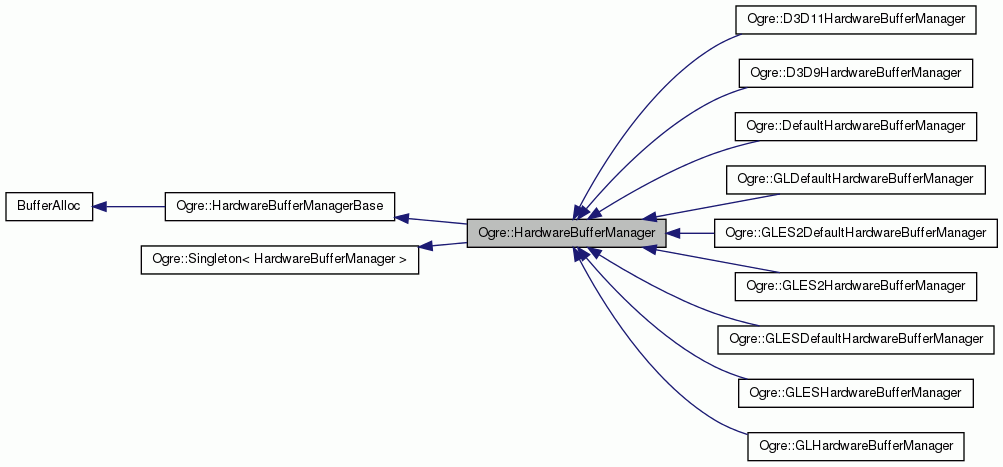 Ogre::D3D11HardwareBufferManager
Ogre::D3D9HardwareBufferManager
Ogre::DefaultHardwareBufferManager
Ogre::GLDefaultHardwareBufferManager
BufferAlloc
Ogre::HardwareBufferManagerBase
Ogre::HardwareBufferManager
Ogre::GLES2DefaultHardwareBufferManager
Ogre::Singleton< HardwareBufferManager >
Ogre::GLES2HardwareBufferManager
Ogre::GLESDefaultHardwareBufferManager
Ogre::GLESHardwareBufferManager
Ogre::GLHardwareBufferManager